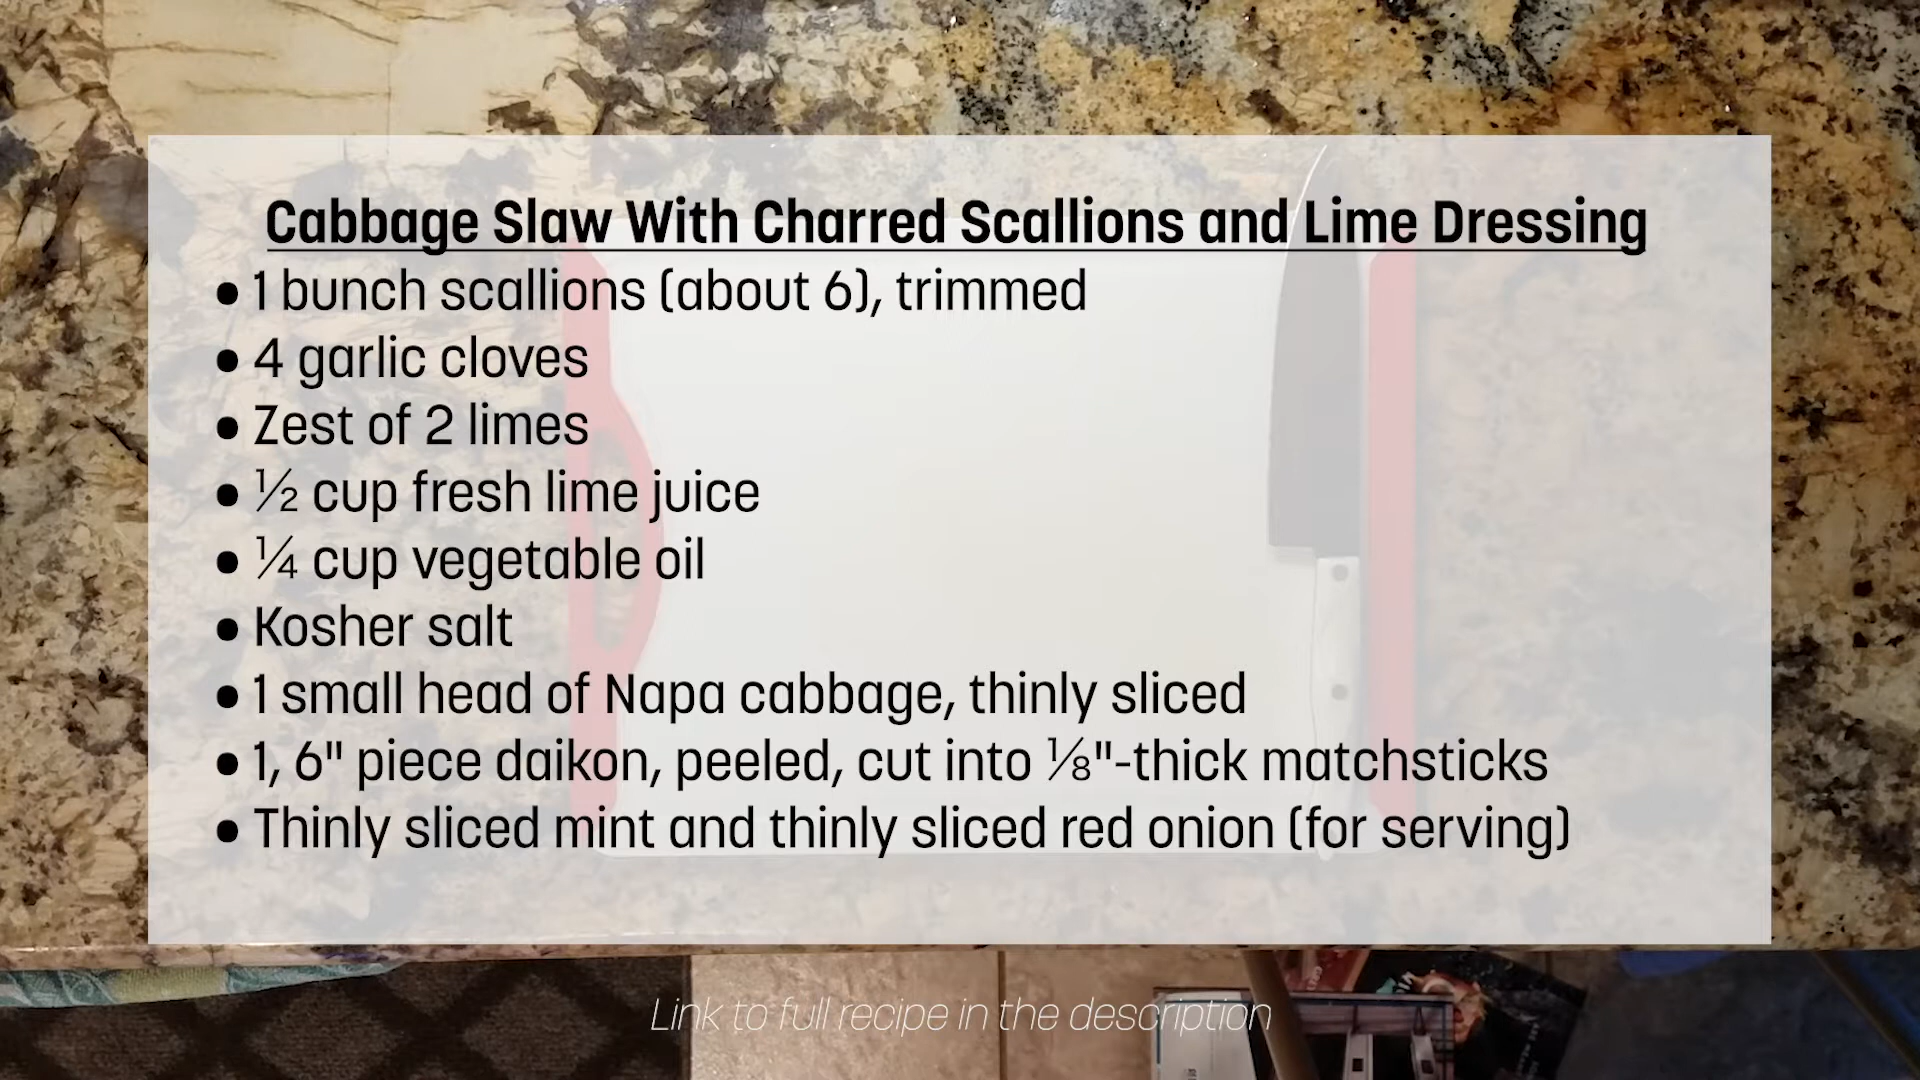 Cabbage Slaw With Charred Scallions and Lime Dressing
• 1 bunch scallions (about 6), trimmed
• 4 garlic cloves
• Zest of 2 limes
• ½ cup fresh lime juice
• ¼ cup vegetable oil
• Kosher salt
• 1 small head of Napa cabbage, thinly sliced
• 1, 6" piece daikon, peeled, cut into ⅛"-thick matchsticks
• Thinly sliced mint and thinly sliced red onion (for serving)
Link to full recipe in the description